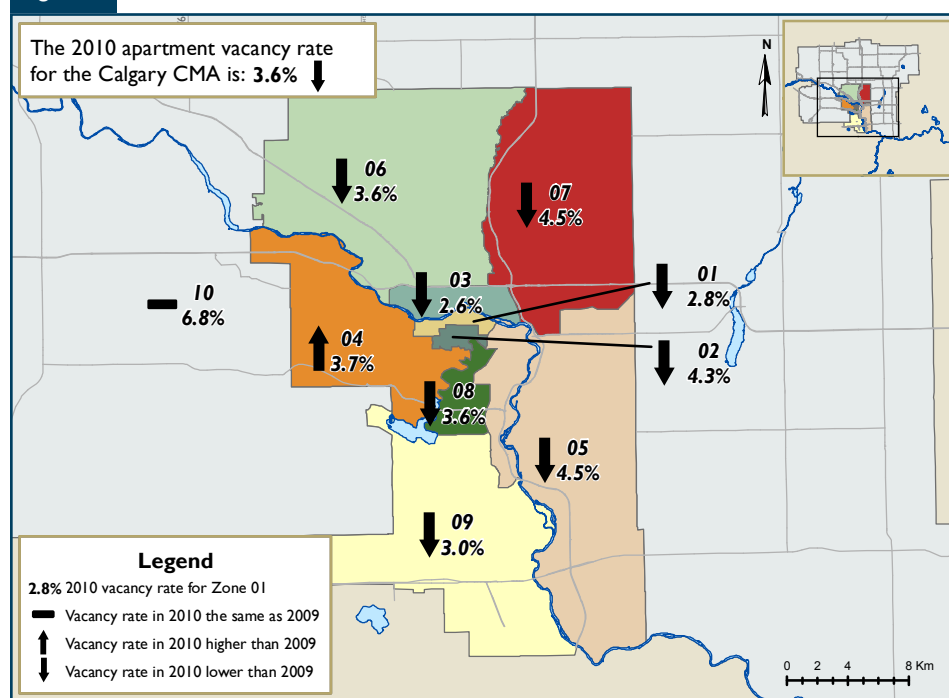 The 2010 apartment vacancy rate
for the Calgary CMA is: 3.6%
N
06
3.6%
07
4.5%
03
2.6%
01
2.8%
10
6.8%
04
3.7%
02
4.3%
08
3.6%
05
4.5%
09
3.0%
Legend
2.8% 2010 vacancy rate for Zone 01
Vacancy rate in 2010 the same as 2009
Vacancy rate in 2010 higher than 2009
Vacancy rate in 2010 lower than 2009
0 2 4 8 Km